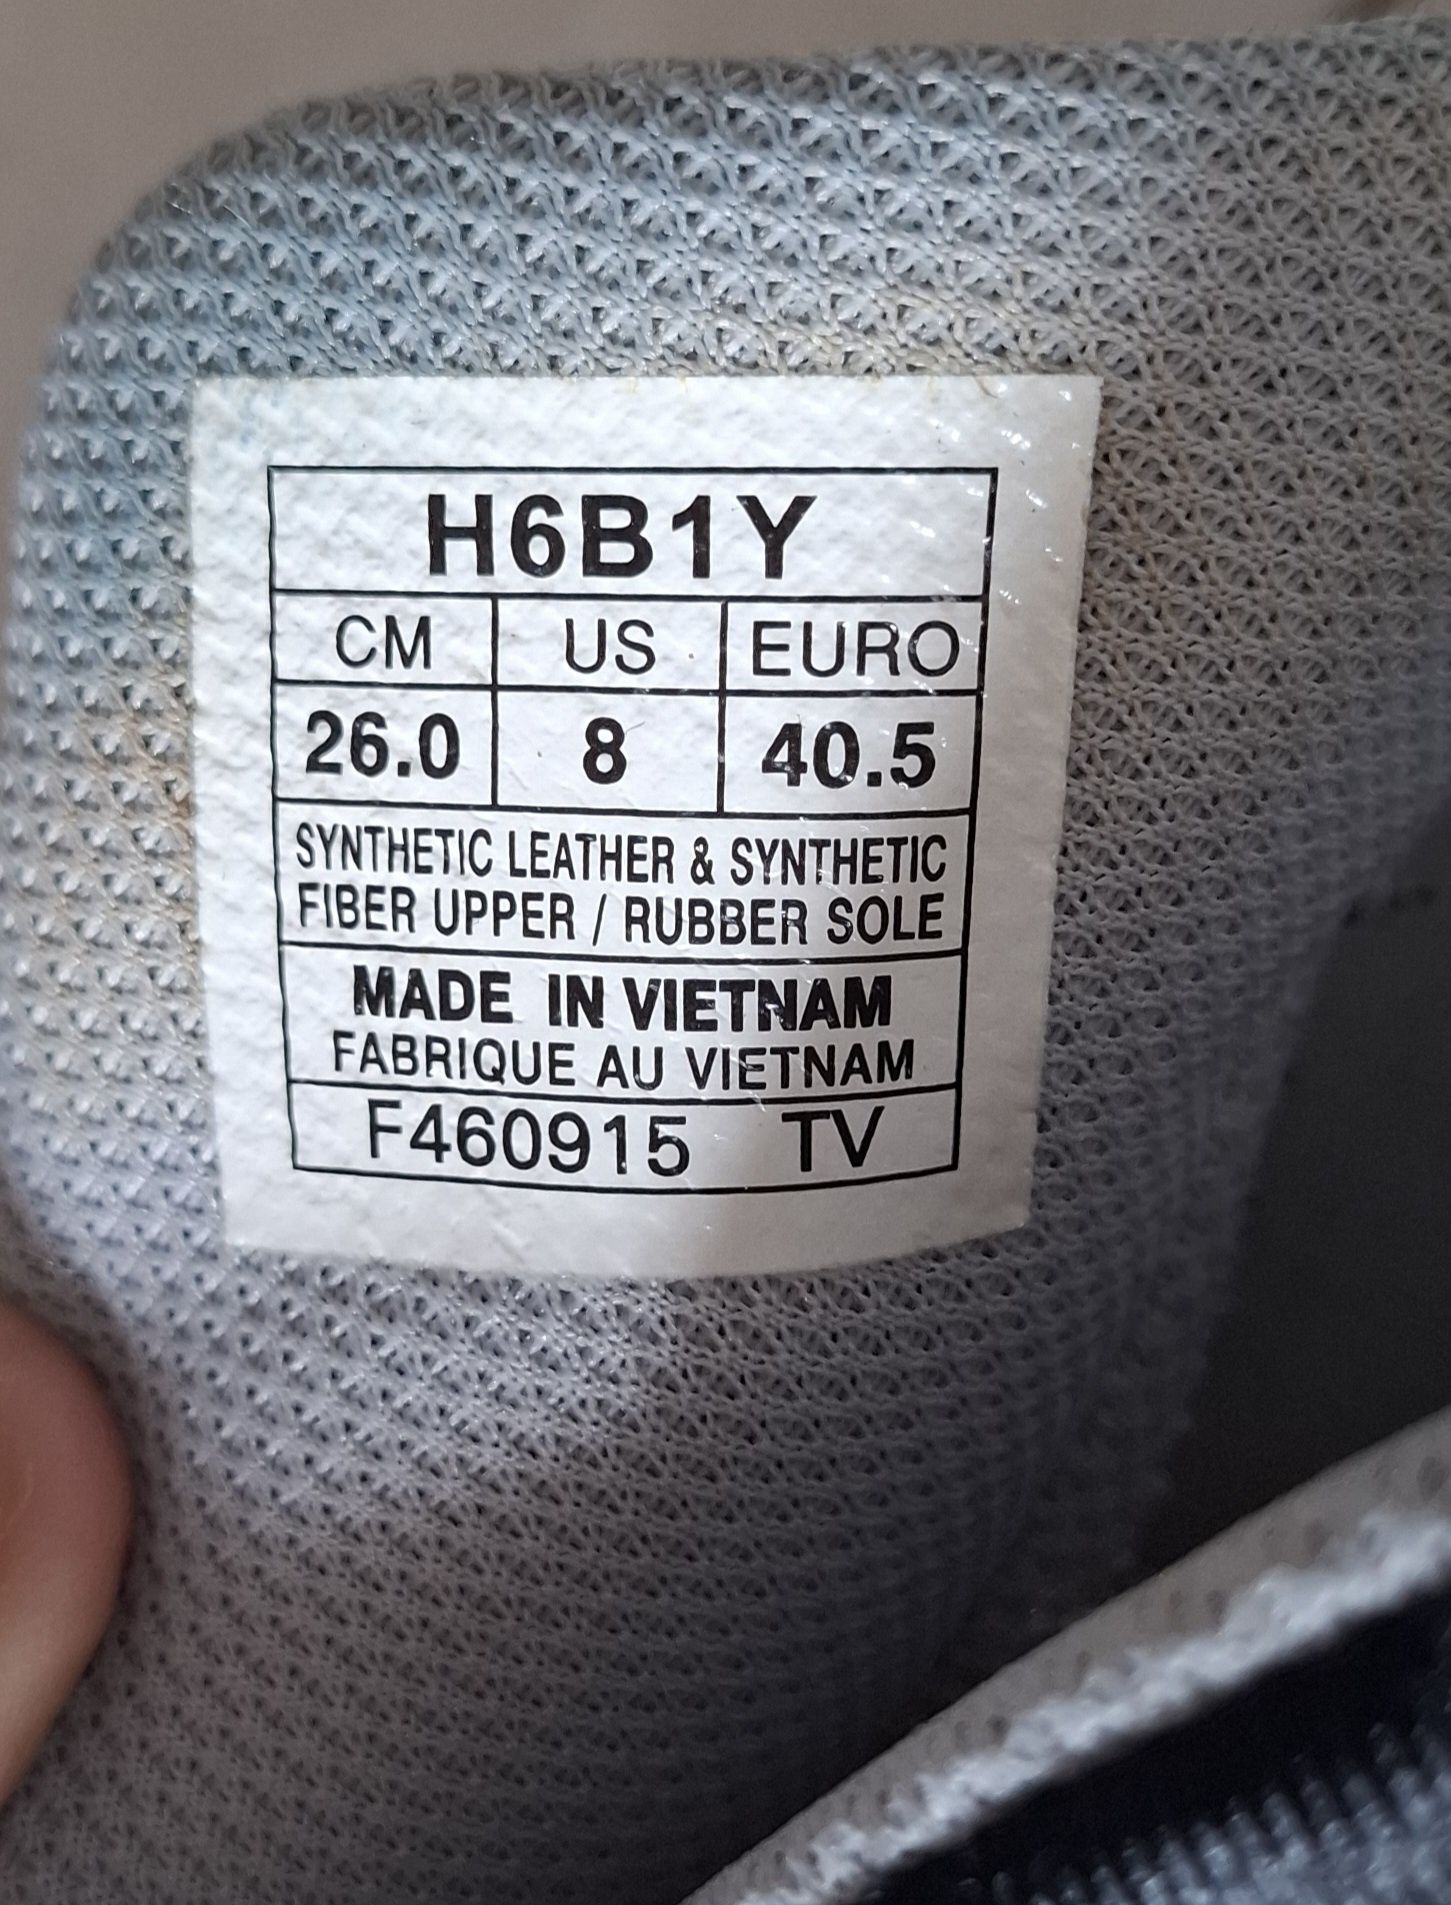 H6B1Y
CM US EURO
26.0 8 40.5
SYNTHETIC LEATHER & SYNTHETIC
FIBER UPPER / RUBBER SOLE
MADE IN VIETNAM
FABRIQUE AU VIETNAM
F460915 TV